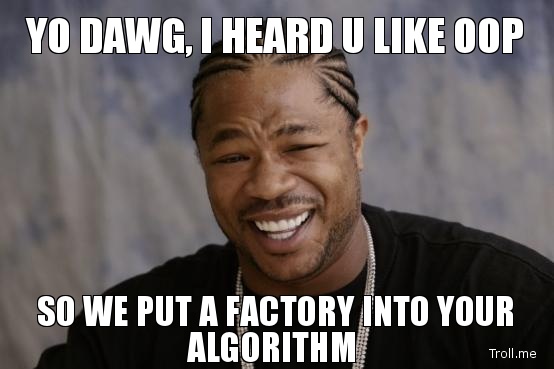 YO DAWG, I HEARD U LIKE OOP
SO WE PUT A FACTORY INTO YOUR
ALGORITHM
Troll.me